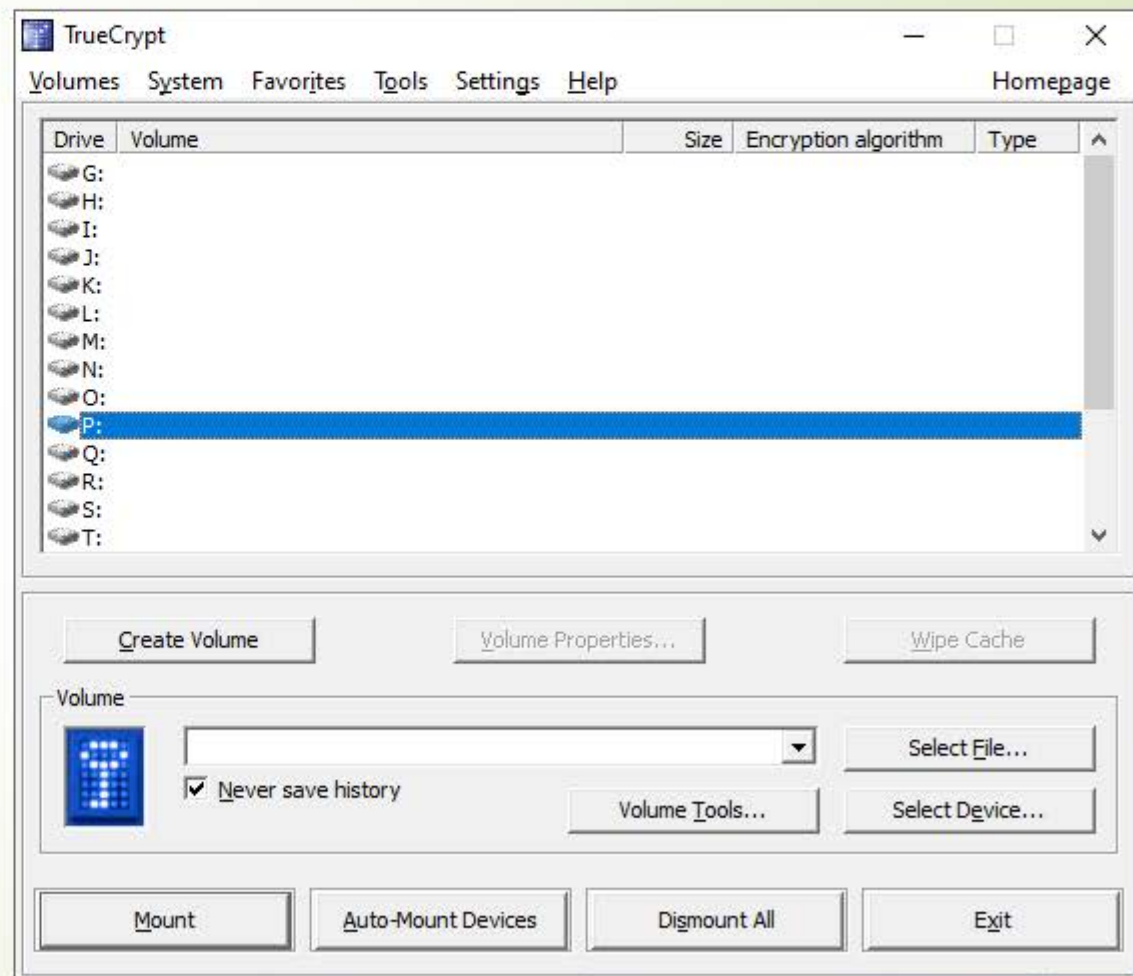 TrueCrypt
Volumes System Favorites Tools Settings Help Homepage
Drive Volume Size Encryption algorithm Type
G:
H:
I:
J:
K:
L:
M:
N:
O:
P:
Q:
R:
S:
T:
Create Volume Volume Properties... Wipe Cache
Volume
Select File...
Never save history
Volume Tools... Select Device...
Mount Auto-Mount Devices Dismount All Exit